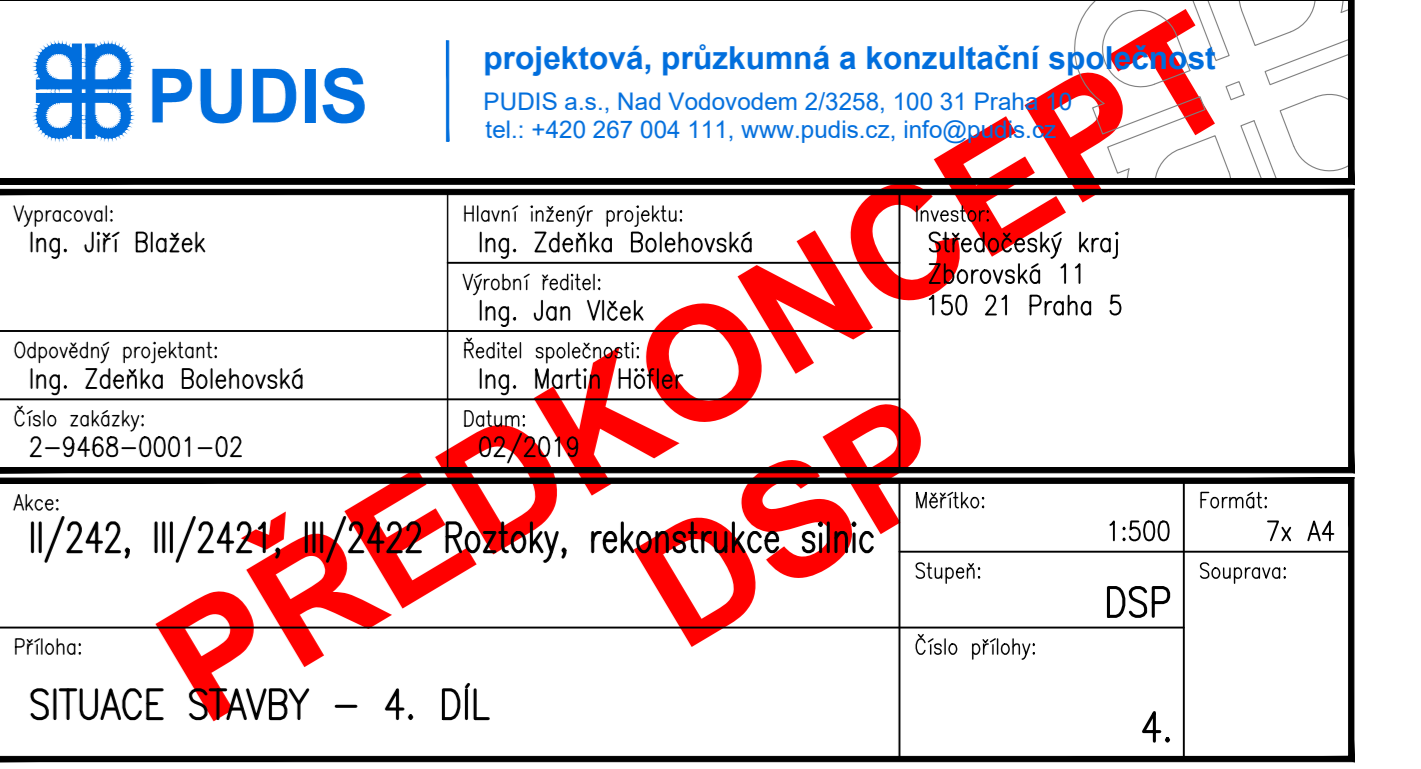 PUDIS
projektová, průzkumná a konzultační společnost
PUDIS a.s., Nad Vodovodem 2/3258, 100 31 Praha 10
tel.: +420 267 004 111, www.pudis.cz, info@pudis.cz
Vypracoval:
Ing. Jiří Blažek
Hlavní inženýr projektu:
Ing. Zdeňka Bolehovská
Investor:
Středočeský kraj
Zborovská 11
150 21 Praha 5
Výrobní ředitel:
Ing. Jan Vlček
Odpovědný projektant:
Ing. Zdeňka Bolehovská
Ředitel společnosti:
Ing. Martin Höfler
Číslo zakázky:
2-9468-0001-02
Datum:
02/2019
PŘEDKONCEPT
DSP
Akce:
II/242, III/2421, III/2422 Roztoky, rekonstrukce silnic
Měřítko:
1:500
Formát:
7x A4
Stupeň:
DSP
Souprava:
Příloha:
SITUACE STAVBY – 4. DÍL
Číslo přílohy:
4.